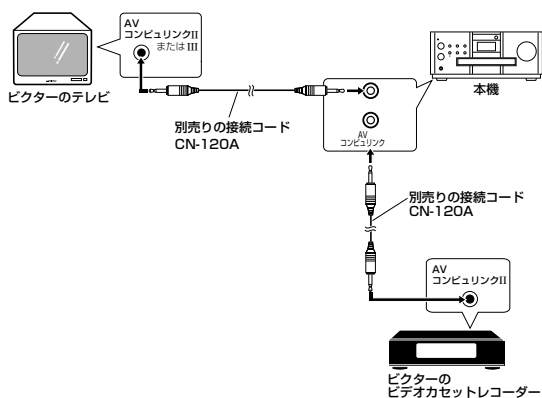 AV
コンピュリンクII
または III
ビクターのテレビ
本機
別売りの接続コード
CN-120A
AV
コンピュリンク
別売りの接続コード
CN-120A
AV
コンピュリンクII
ビクターの
ビデオカセットレコーダー